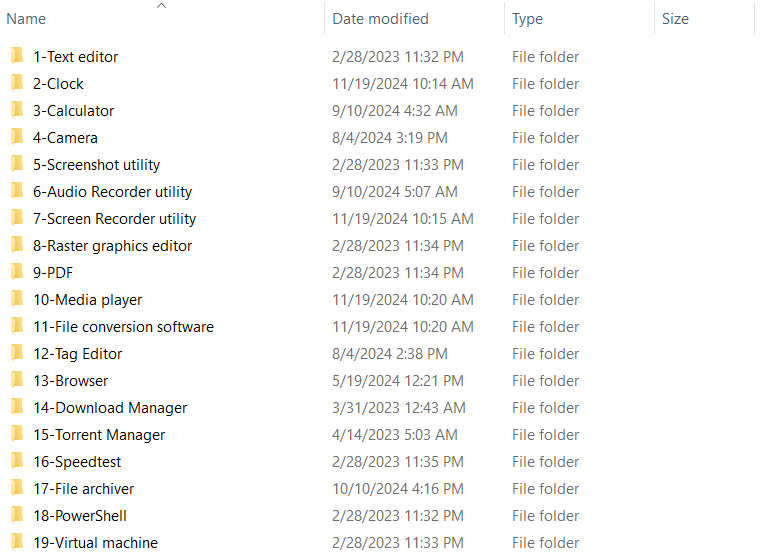 Name Date modified Type Size
1-Text editor 2/28/2023 11:32 PM File folder
2-Clock 11/19/2024 10:14 AM File folder
3-Calculator 9/10/2024 4:32 AM File folder
4-Camera 8/4/2024 3:19 PM File folder
5-Screenshot utility 2/28/2023 11:33 PM File folder
6-Audio Recorder utility 9/10/2024 5:07 AM File folder
7-Screen Recorder utility 11/19/2024 10:15 AM File folder
8-Raster graphics editor 2/28/2023 11:34 PM File folder
9-PDF 2/28/2023 11:34 PM File folder
10-Media player 11/19/2024 10:20 AM File folder
11-File conversion software 11/19/2024 10:20 AM File folder
12-Tag Editor 8/4/2024 2:38 PM File folder
13-Browser 5/19/2024 12:21 PM File folder
14-Download Manager 3/31/2023 12:43 AM File folder
15-Torrent Manager 4/14/2023 5:03 AM File folder
16-Speedtest 2/28/2023 11:35 PM File folder
17-File archiver 10/10/2024 4:16 PM File folder
18-PowerShell 2/28/2023 11:32 PM File folder
19-Virtual machine 2/28/2023 11:33 PM File folder